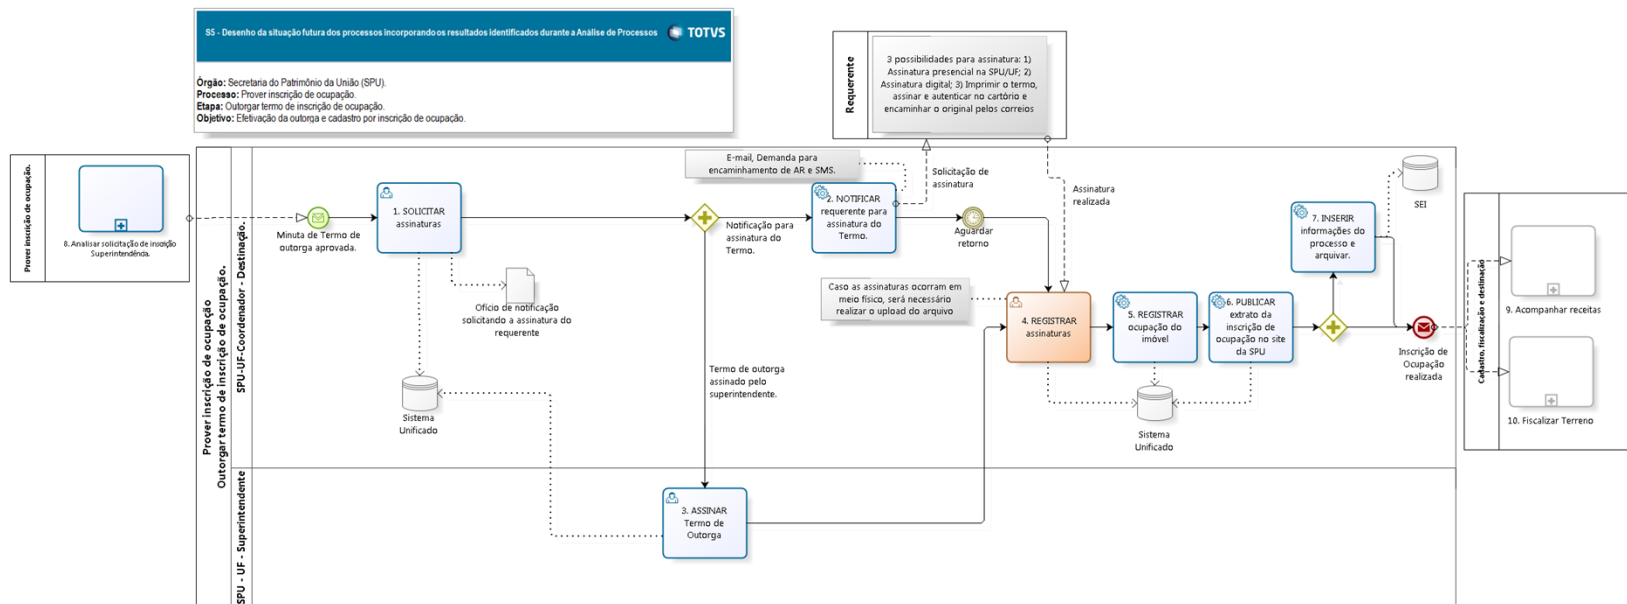 S5 - Desenho da situação futura dos processos incorporando os resultados identificados durante a Análise de Processos
TOTVS
Órgão: Secretaria do Patrimônio da União (SPU).
Processo: Prover inscrição de ocupação.
Etapa: Outorgar termo de inscrição de ocupação.
Objetivo: Efetivação da outorga e cadastro por inscrição de ocupação.
Requerente
3 possibilidades para assinatura: 1)
Assinatura presencial na SPU/UF; 2)
Assinatura digital; 3) Imprimir o termo,
assinar e autenticar no cartório e
encaminhar o original pelos correios
Prover inscrição de ocupação.
8. Analisar solicitação de inscrição
Superintendência.
Prover inscrição de ocupação
Outorgar termo de inscrição de ocupação.
SPU-UF-Coordenador - Destinação.
Minuta de Termo de
outorga aprovada.
1. SOLICITAR
assinaturas
Ofício de notificação
solicitando a assinatura do
requerente
Sistema
Unificado
E-mail, Demanda para
encaminhamento de AR e SMS.
Notificação para
assinatura do
Termo.
2. NOTIFICAR
requerente para
assinatura do
Termo.
Solicitação de
assinatura
Aguardar
retorno
Assinatura
realizada
Caso as assinaturas ocorram em
meio físico, será necessário
realizar o upload do arquivo
Termo de outorga
assinado pelo
superintendente.
4. REGISTRAR
assinaturas
5. REGISTRAR
ocupação do
imóvel
6. PUBLICAR
extrato da
inscrição de
ocupação no site
da SPU
Sistema
Unificado
7. INSERIR
informações do
processo e
arquivar.
SEI
Inscrição de
Ocupação
realizada
Cadastro, fiscalização e destinação
9. Acompanhar receitas
10. Fiscalizar Terreno
SPU - UF - Superintendente
3. ASSINAR
Termo de
Outorga